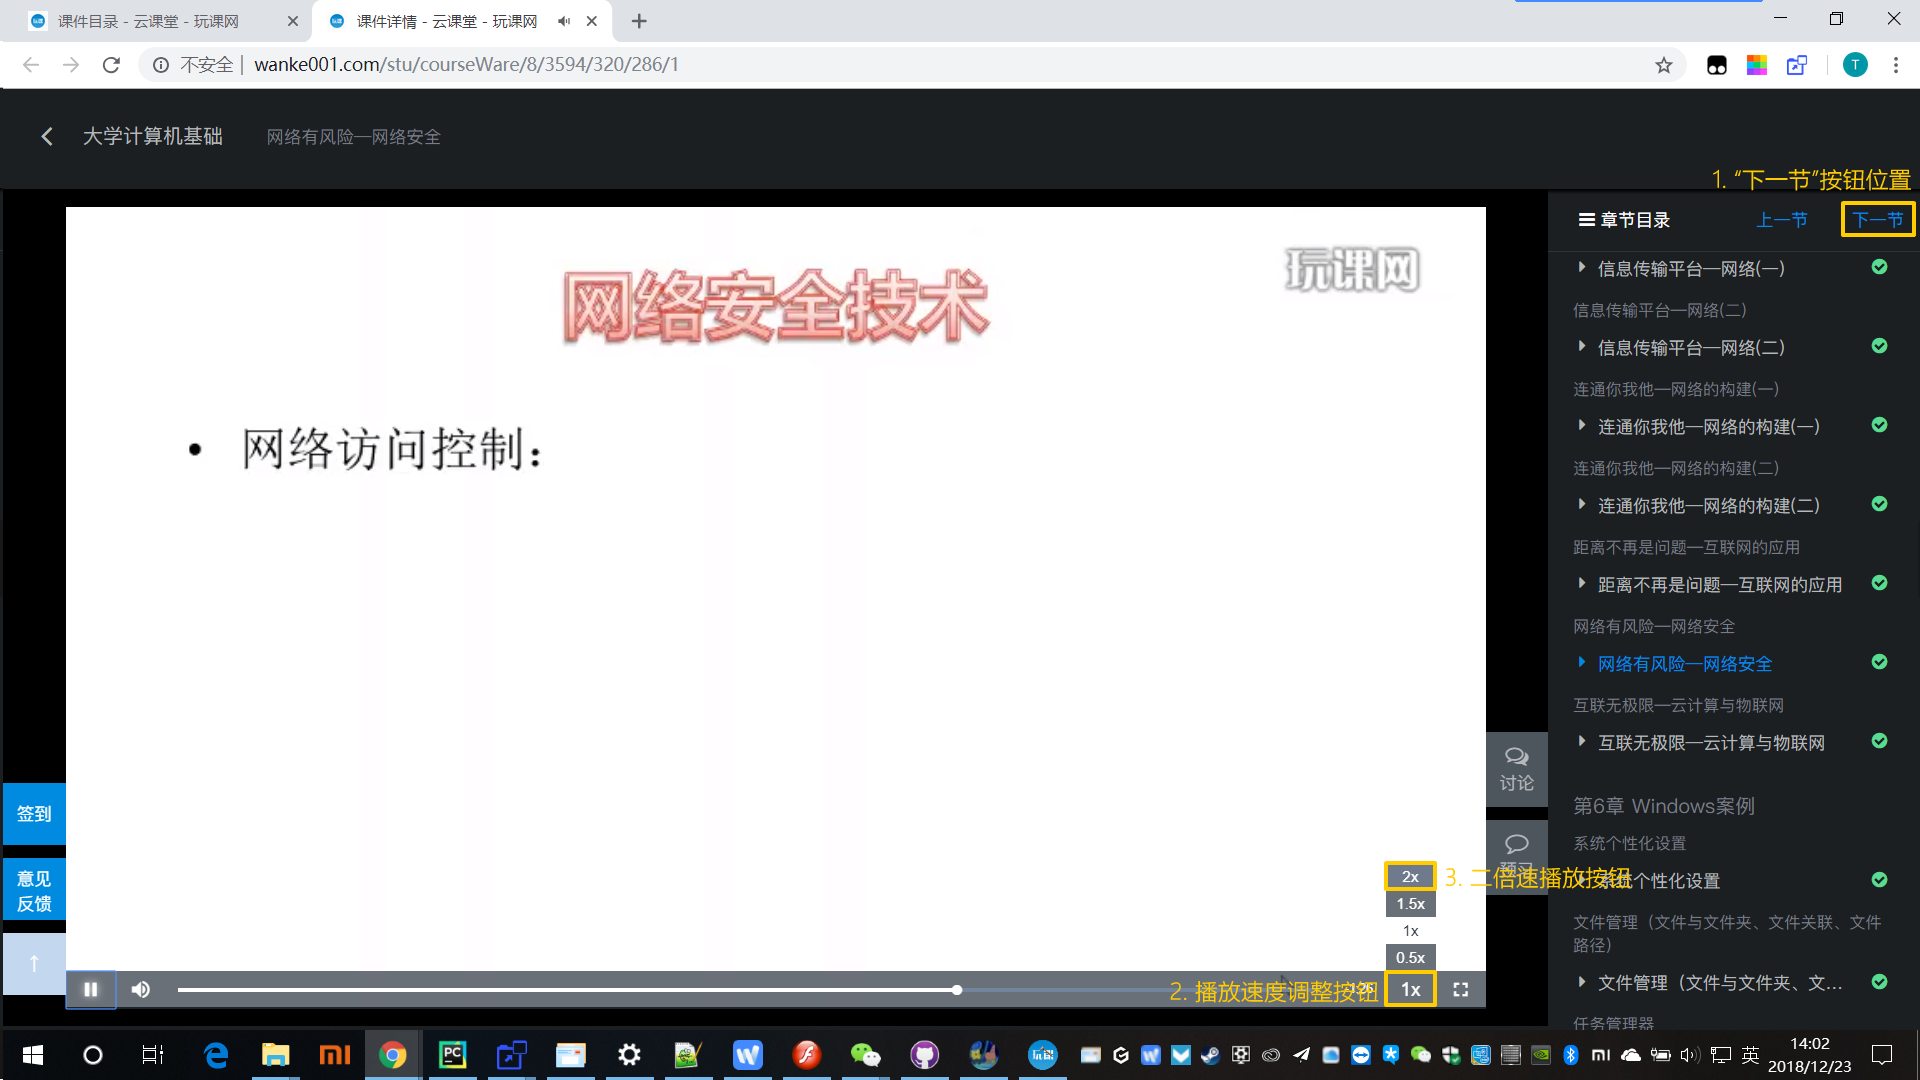 课件目录 - 云课堂 - 玩课网
课件详情 - 云课堂 - 玩课网
不安全 | wanke001.com/stu/courseWare/8/3594/320/286/1
T
大学计算机基础
网络有风险—网络安全
1. “下一节”按钮位置
章节目录
上一节
下一节
玩课网
网络安全技术
• 网络访问控制：
信息传输平台—网络(一)
信息传输平台—网络(二)
信息传输平台—网络(二)
连通你我他—网络的构建(一)
连通你我他—网络的构建(一)
连通你我他—网络的构建(二)
连通你我他—网络的构建(二)
距离不再是问题—互联网的应用
距离不再是问题—互联网的应用
网络有风险—网络安全
网络有风险—网络安全
互联无极限—云计算与物联网
互联无极限—云计算与物联网
第6章 Windows案例
系统个性化设置
系统个性化设置
文件管理（文件与文件夹、文件关联、文件
路径）
文件管理（文件与文件夹、文...
任务管理器
讨论
预习
签到
意见
反馈
↑
2x
3. 二倍速播放按钮
1.5x
1x
0.5x
2. 播放速度调整按钮
1x
英
14:02
2018/12/23